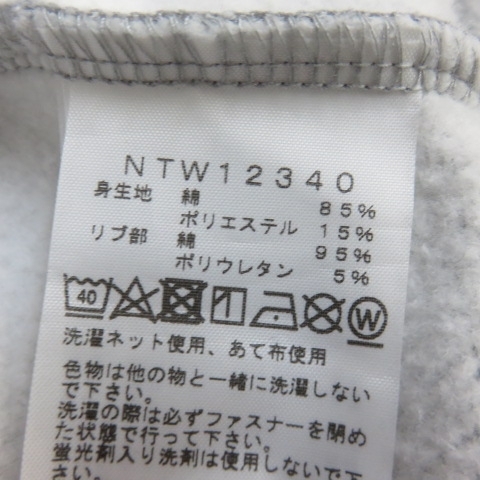 NTW12340
身生地 綿 85%
ポリエステル 15%
リブ部 綿 95%
ポリウレタン 5%
40 W
洗濯ネット使用、あて布使用
色物は他の物と一緒に洗濯しない
で下さい。
洗濯の際は必ずファスナーを閉め
た状態で行って下さい。
蛍光剤入り洗剤は使用しないで下
さい。